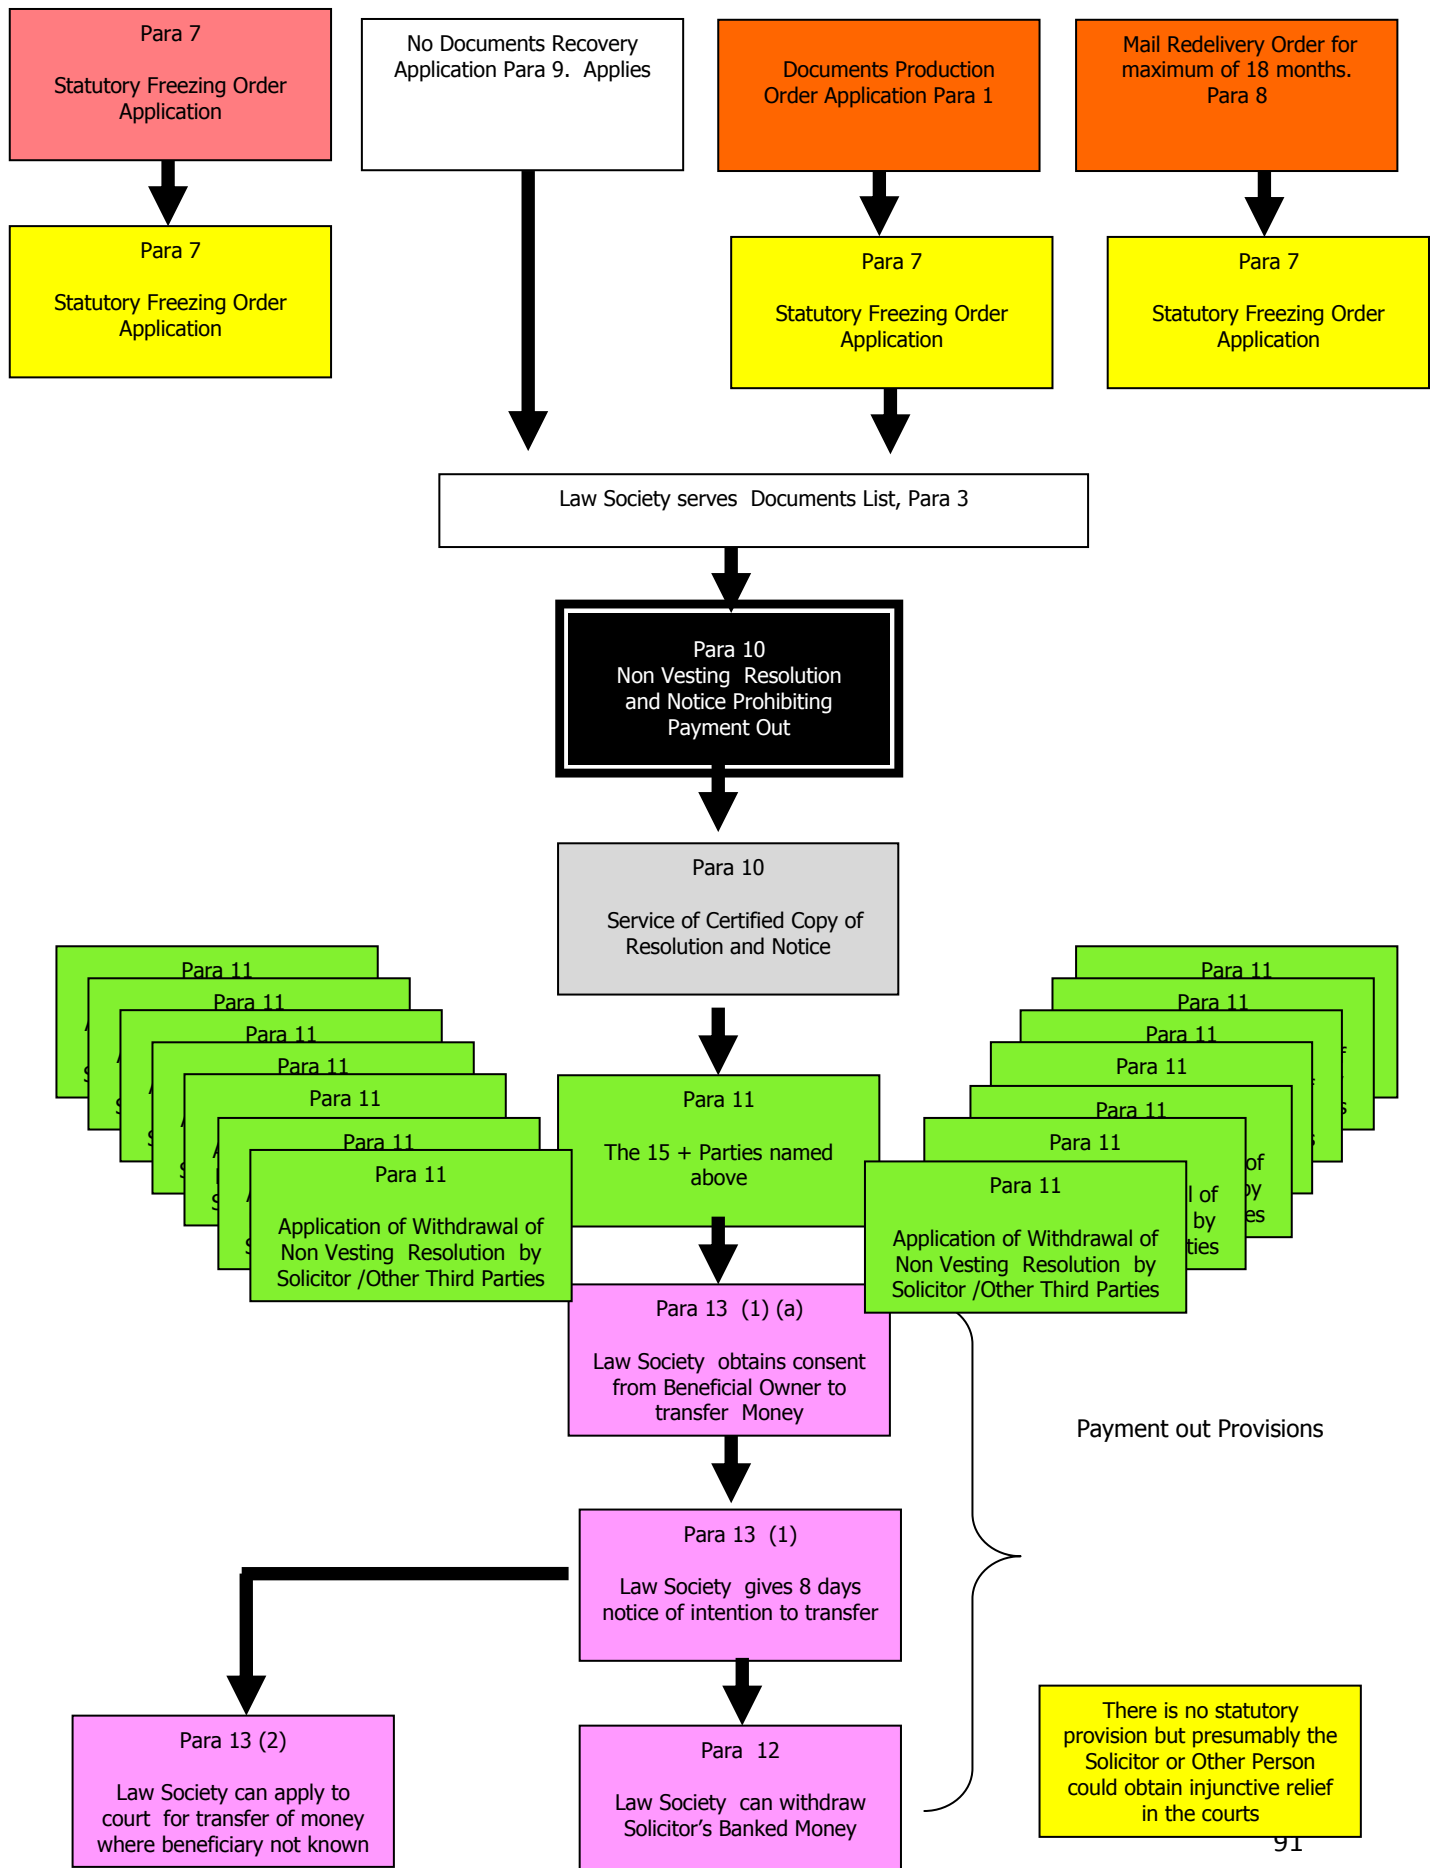 Para 7
Statutory Freezing Order
Application
No Documents Recovery
Application Para 9. Applies
Documents Production
Order Application Para 1
Mail Redelivery Order for
maximum of 18 months.
Para 8
Para 7
Statutory Freezing Order
Application
Para 7
Statutory Freezing Order
Application
Para 7
Statutory Freezing Order
Application
Law Society serves Documents List, Para 3
Para 10
Non Vesting Resolution
and Notice Prohibiting
Payment Out
Para 10
Service of Certified Copy of
Resolution and Notice
Para 11
Para 11
Para 11
Para 11
Para 11
Para 11
Para 11
Application of Withdrawal of
Non Vesting Resolution by
Solicitor /Other Third Parties
Para 11
The 15 + Parties named
above
Para 11
Para 11
Para 11
Para 11
Para 11
Para 11
of
by
es
l of
by
ties
Para 11
Application of Withdrawal of
Non Vesting Resolution by
Solicitor /Other Third Parties
Para 13 (1) (a)
Law Society obtains consent
from Beneficial Owner to
transfer Money
Payment out Provisions
Para 13 (1)
Law Society gives 8 days
notice of intention to transfer
Para 13 (2)
Law Society can apply to
court for transfer of money
where beneficiary not known
Para 12
Law Society can withdraw
Solicitor's Banked Money
There is no statutory
provision but presumably the
Solicitor or Other Person
could obtain injunctive relief
in the courts
91